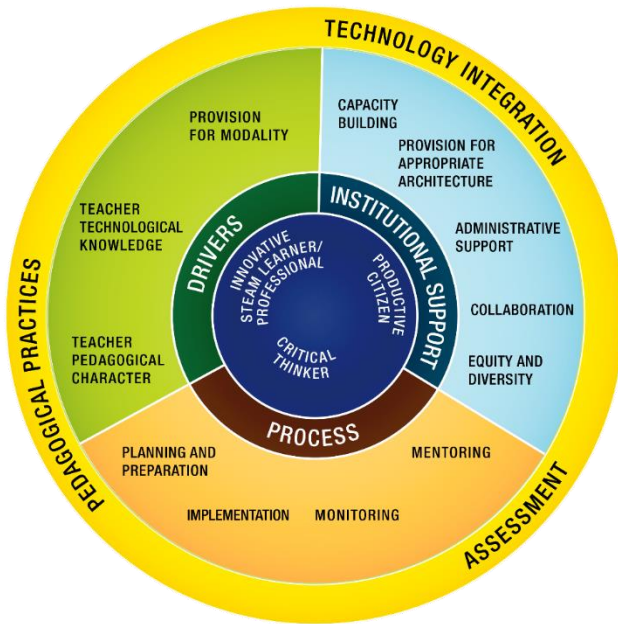 TECHNOLOGY INTEGRATION
PEDAGOGICAL PRACTICES
ASSESSMENT
DRIVERS
PROVISION
FOR MODALITY
TEACHER
TECHNOLOGICAL
KNOWLEDGE
TEACHER
PEDAGOGICAL
CHARACTER
INSTITUTIONAL SUPPORT
CAPACITY
BUILDING
PROVISION FOR
APPROPRIATE
ARCHITECTURE
ADMINISTRATIVE
SUPPORT
COLLABORATION
EQUITY AND
DIVERSITY
PROCESS
PLANNING AND
PREPARATION
IMPLEMENTATION
MONITORING
MENTORING
INNOVATIVE
STEAM LEARNER/
PROFESSIONAL
PRODUCTIVE
CITIZEN
CRITICAL
THINKER